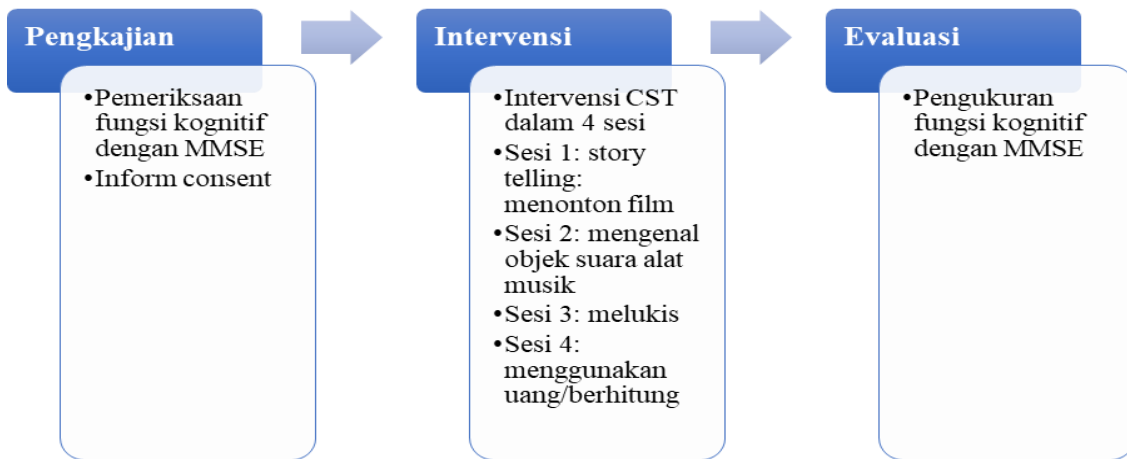 Pengkajian
•Pemeriksaan
fungsi kognitif
dengan MMSE
•Inform consent
Intervensi
•Intervensi CST
dalam 4 sesi
•Sesi 1: story
telling:
menonton film
•Sesi 2: mengenal
objek suara alat
musik
•Sesi 3: melukis
•Sesi 4:
menggunakan
uang/berhitung
Evaluasi
•Pengukuran
fungsi kognitif
dengan MMSE